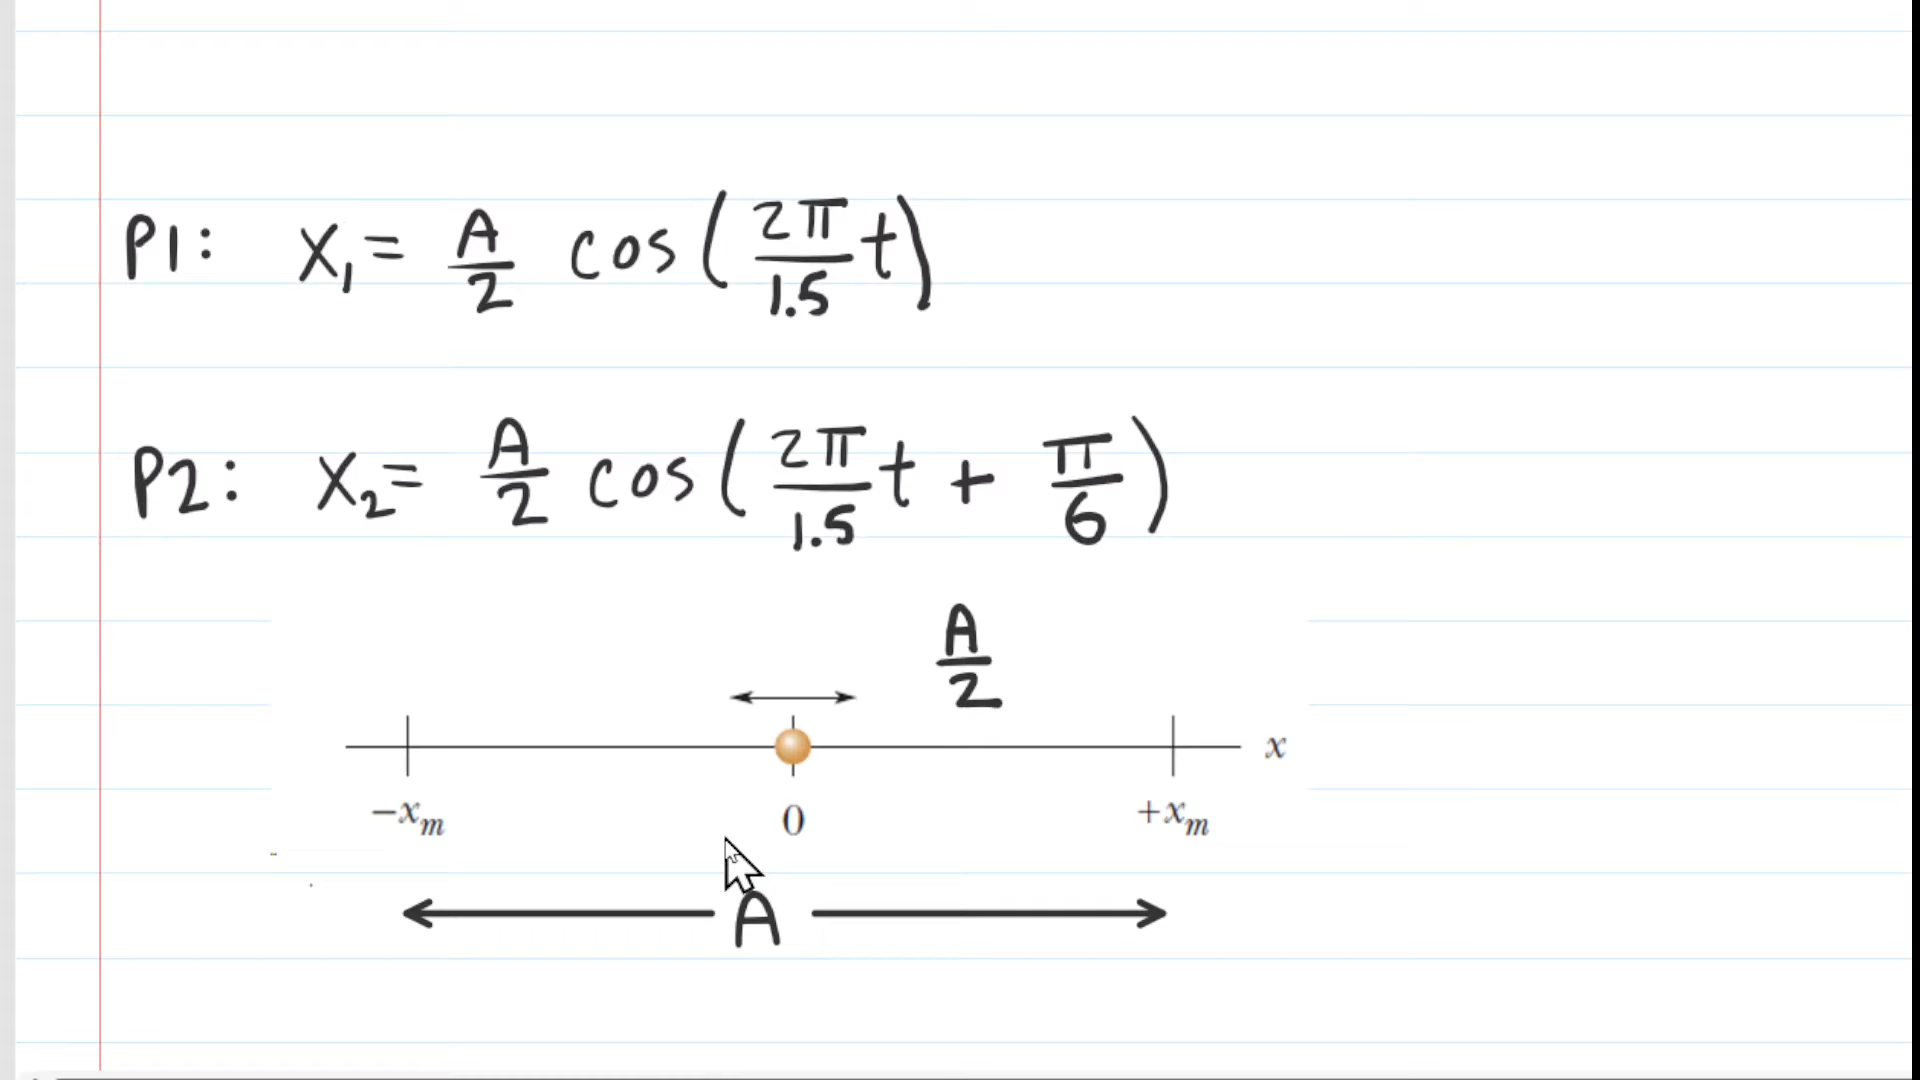 P1: x₁ = A/2 cos(2π/1.5 t)
P2: x₂ = A/2 cos(2π/1.5 t + π/6)
A/2
x
−xₘ 0 +xₘ
A